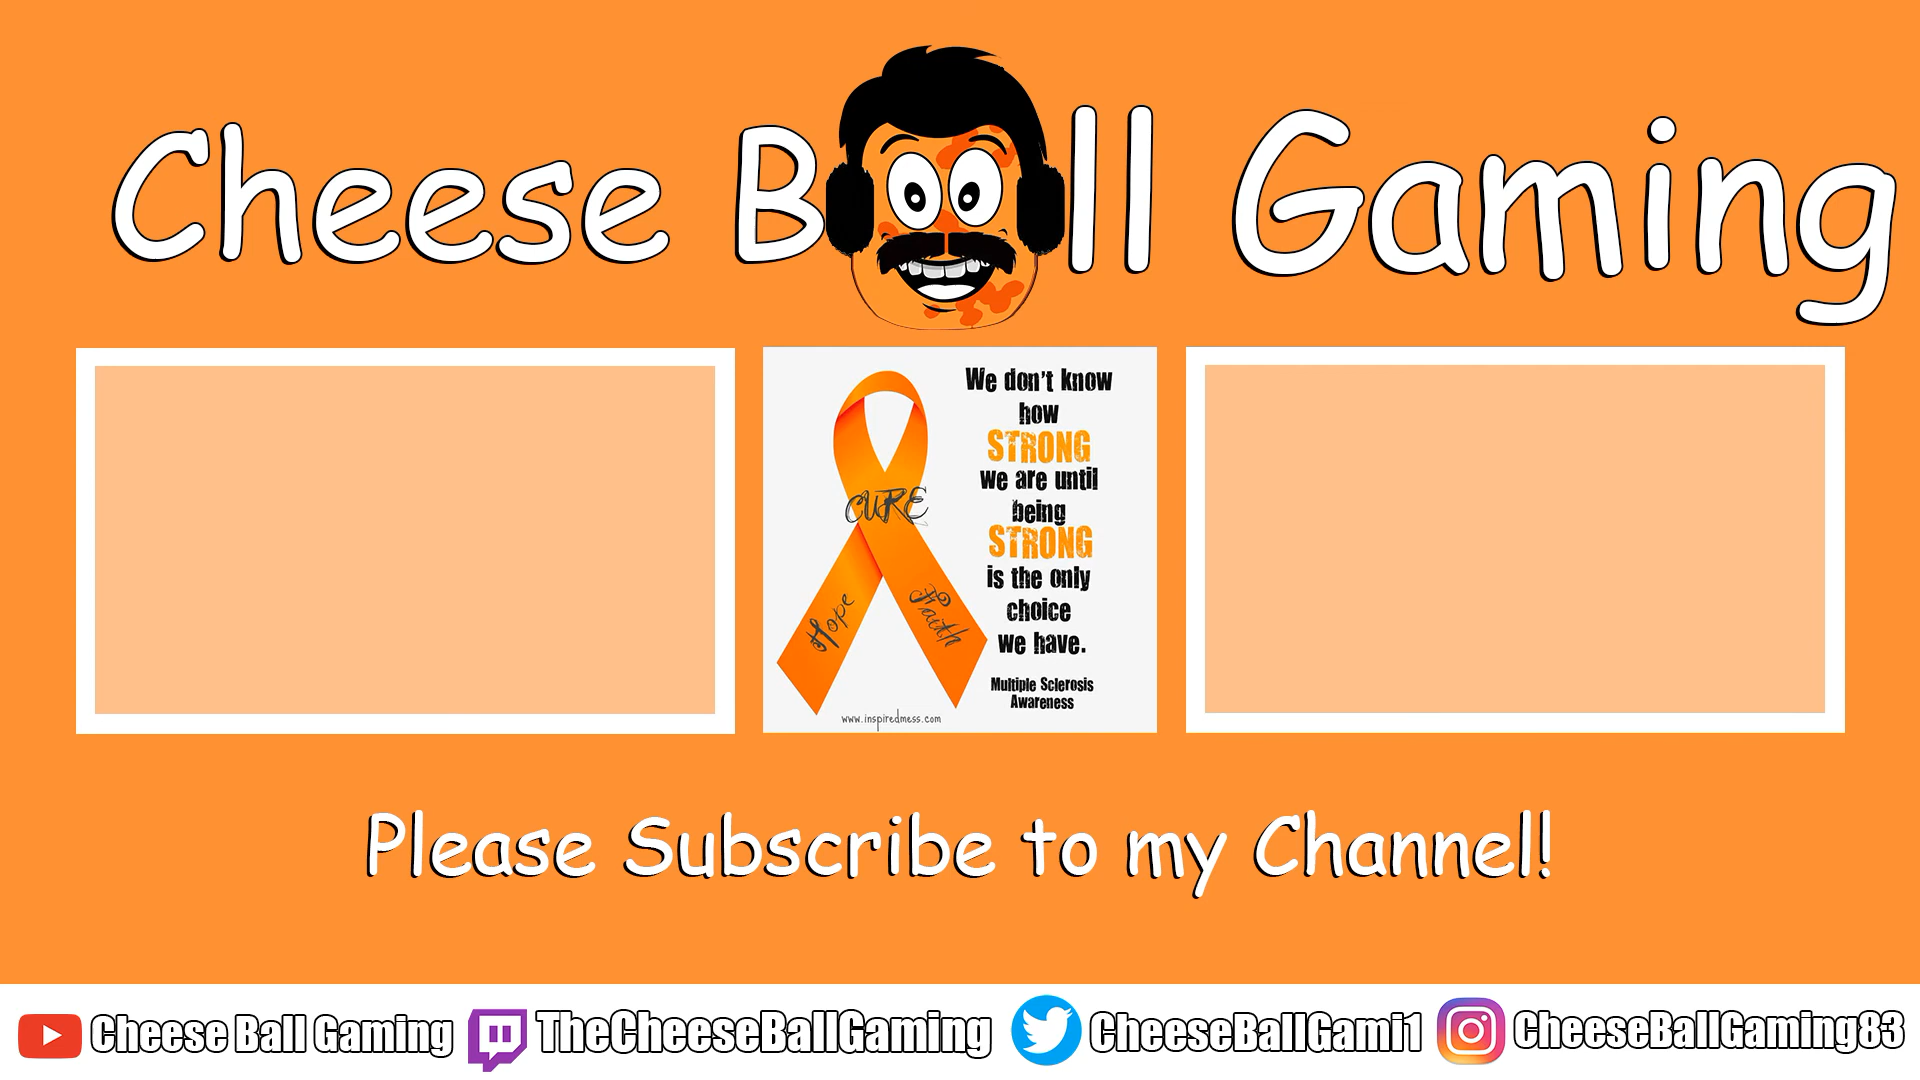 Cheese Ball Gaming
We don't know
how
STRONG
we are until
being
STRONG
is the only
choice
we have.
Multiple Sclerosis
Awareness
CURE
Hope
Faith
www.inspiredmess.com
Please Subscribe to my Channel!
Cheese Ball Gaming TheCheeseBallGaming CheeseBallGami1 CheeseBallGaming83